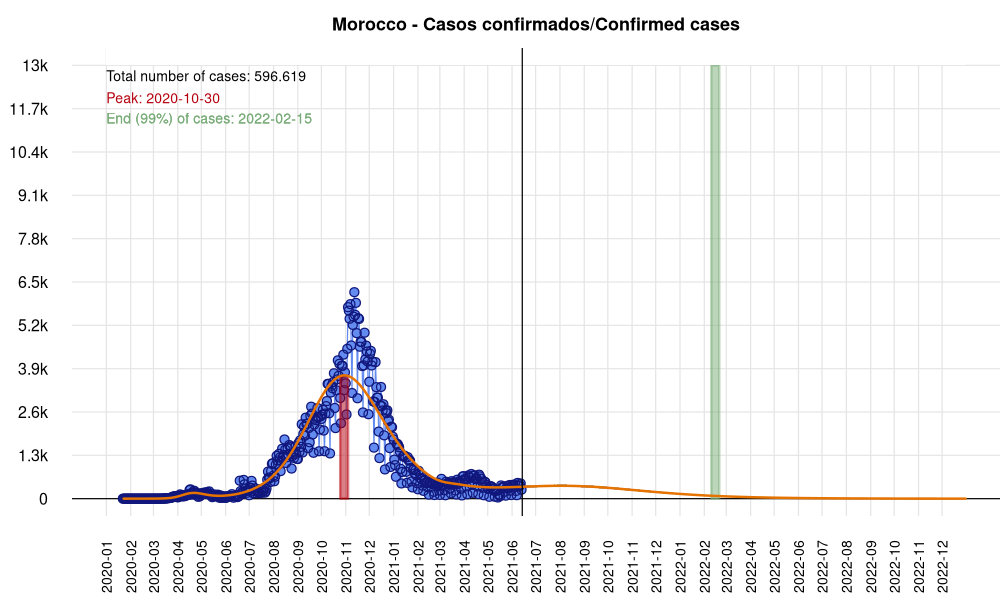 Morocco - Casos confirmados/Confirmed cases
Total number of cases: 596.619
Peak: 2020-10-30
End (99%) of cases: 2022-02-15
13k
11.7k
10.4k
9.1k
7.8k
6.5k
5.2k
3.9k
2.6k
1.3k
0
2020-01
2020-02
2020-03
2020-04
2020-05
2020-06
2020-07
2020-08
2020-09
2020-10
2020-11
2020-12
2021-01
2021-02
2021-03
2021-04
2021-05
2021-06
2021-07
2021-08
2021-09
2021-10
2021-11
2021-12
2022-01
2022-02
2022-03
2022-04
2022-05
2022-06
2022-07
2022-08
2022-09
2022-10
2022-11
2022-12